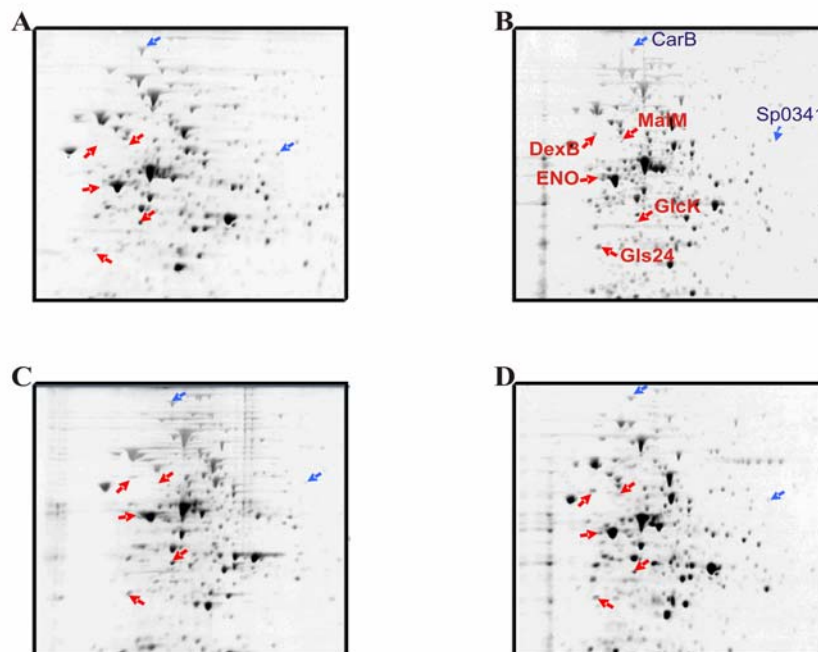 A
B
CarB
Sp0341
MalM
DexB
ENO
GlcK
Gls24
C
D